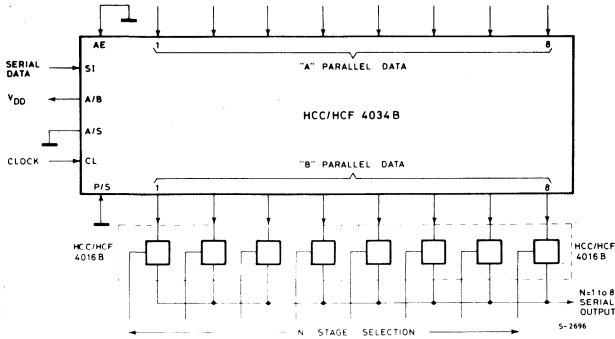 AE
1
8
"A" PARALLEL DATA
SERIAL
DATA
SI
VDD
A/B
HCC/HCF 4034B
A/S
CLOCK
CL
"B" PARALLEL DATA
P/S
1
8
HCC/HCF
4016B
HCC/HCF
4016B
N=1 to 8
SERIAL
OUTPUT
N STAGE SELECTION
S-2696